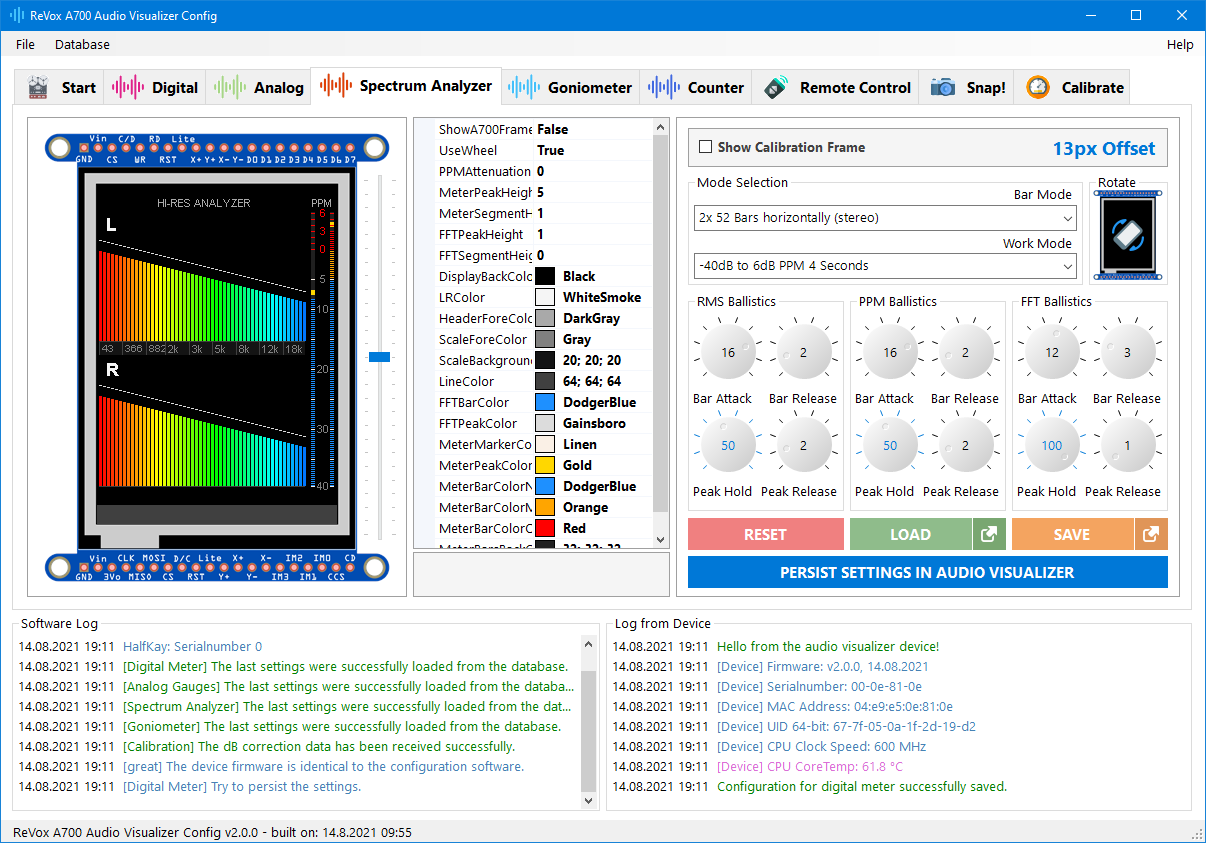 ReVox A700 Audio Visualizer Config
File Database Help
Start Digital Analog Spectrum Analyzer Goniometer Counter Remote Control Snap! Calibrate
Vin C/D RD Lite
GND CS WR RST X+Y+X-Y- D0 D1 D2 D3 D4 D5 D6 D7
HI-RES ANALYZER PPM
6
L
3
0
5
10
43 366 882 2k 3k 5k 8k 12k 18k
R
20
30
40
Vin CLK MOSI D/C Lite X+ X- IM2 IM0 CD
GND 3Vo MISO CS RST Y+ Y- IM3 IM1 CCS
ShowA700Frame False
UseWheel True
PPMAttenuation 0
MeterPeakHeigh 5
MeterSegmentH 1
FFTPeakHeight 1
FFTSegmentHeig 0
DisplayBackColo Black
LRColor WhiteSmoke
HeaderForeColo DarkGray
ScaleForeColor Gray
ScaleBackground 20; 20; 20
LineColor 64; 64; 64
FFTBarColor DodgerBlue
FFTPeakColor Gainsboro
MeterMarkerCo Linen
MeterPeakColor Gold
MeterBarColorN DodgerBlue
MeterBarColorM Orange
MeterBarColorC Red
MeterBarsBackC 32; 32; 32
Show Calibration Frame 13px Offset
Mode Selection
Bar Mode
2x 52 Bars horizontally (stereo)
Work Mode
-40dB to 6dB PPM 4 Seconds
Rotate
RMS Ballistics PPM Ballistics FFT Ballistics
16 2 16 2 12 3
Bar Attack Bar Release Bar Attack Bar Release Bar Attack Bar Release
50 2 50 2 100 1
Peak Hold Peak Release Peak Hold Peak Release Peak Hold Peak Release
RESET LOAD SAVE
PERSIST SETTINGS IN AUDIO VISUALIZER
Software Log
14.08.2021 19:11 HalfKay: Serialnumber 0
14.08.2021 19:11 [Digital Meter] The last settings were successfully loaded from the database.
14.08.2021 19:11 [Analog Gauges] The last settings were successfully loaded from the databa...
14.08.2021 19:11 [Spectrum Analyzer] The last settings were successfully loaded from the dat...
14.08.2021 19:11 [Goniometer] The last settings were successfully loaded from the database.
14.08.2021 19:11 [Calibration] The dB correction data has been received successfully.
14.08.2021 19:11 [great] The device firmware is identical to the configuration software.
14.08.2021 19:11 [Digital Meter] Try to persist the settings.
Log from Device
14.08.2021 19:11 Hello from the audio visualizer device!
14.08.2021 19:11 [Device] Firmware: v2.0.0, 14.08.2021
14.08.2021 19:11 [Device] Serialnumber: 00-0e-81-0e
14.08.2021 19:11 [Device] MAC Address: 04:e9:e5:0e:81:0e
14.08.2021 19:11 [Device] UID 64-bit: 67-7f-05-0a-1f-2d-19-d2
14.08.2021 19:11 [Device] CPU Clock Speed: 600 MHz
14.08.2021 19:11 [Device] CPU CoreTemp: 61.8 °C
14.08.2021 19:11 Configuration for digital meter successfully saved.
ReVox A700 Audio Visualizer Config v2.0.0 - built on: 14.8.2021 09:55